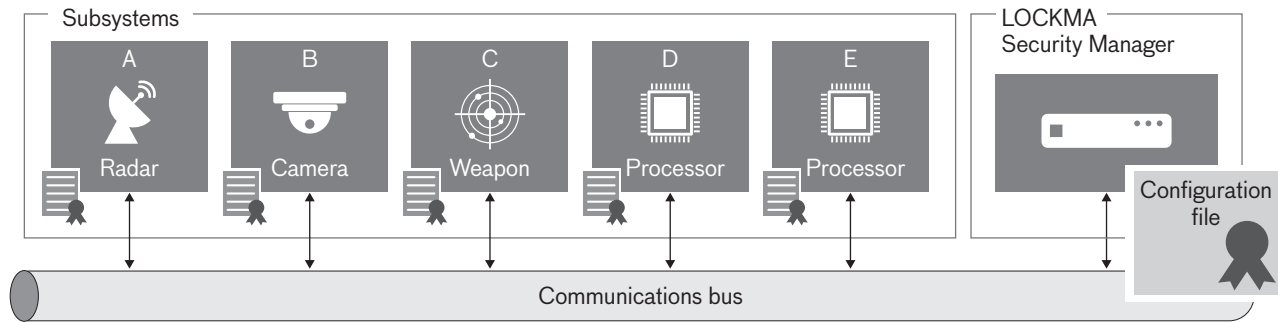 Subsystems
LOCKMA
Security Manager
A
B
C
D
E
Radar
Camera
Weapon
Processor
Processor
Configuration
file
Communications bus